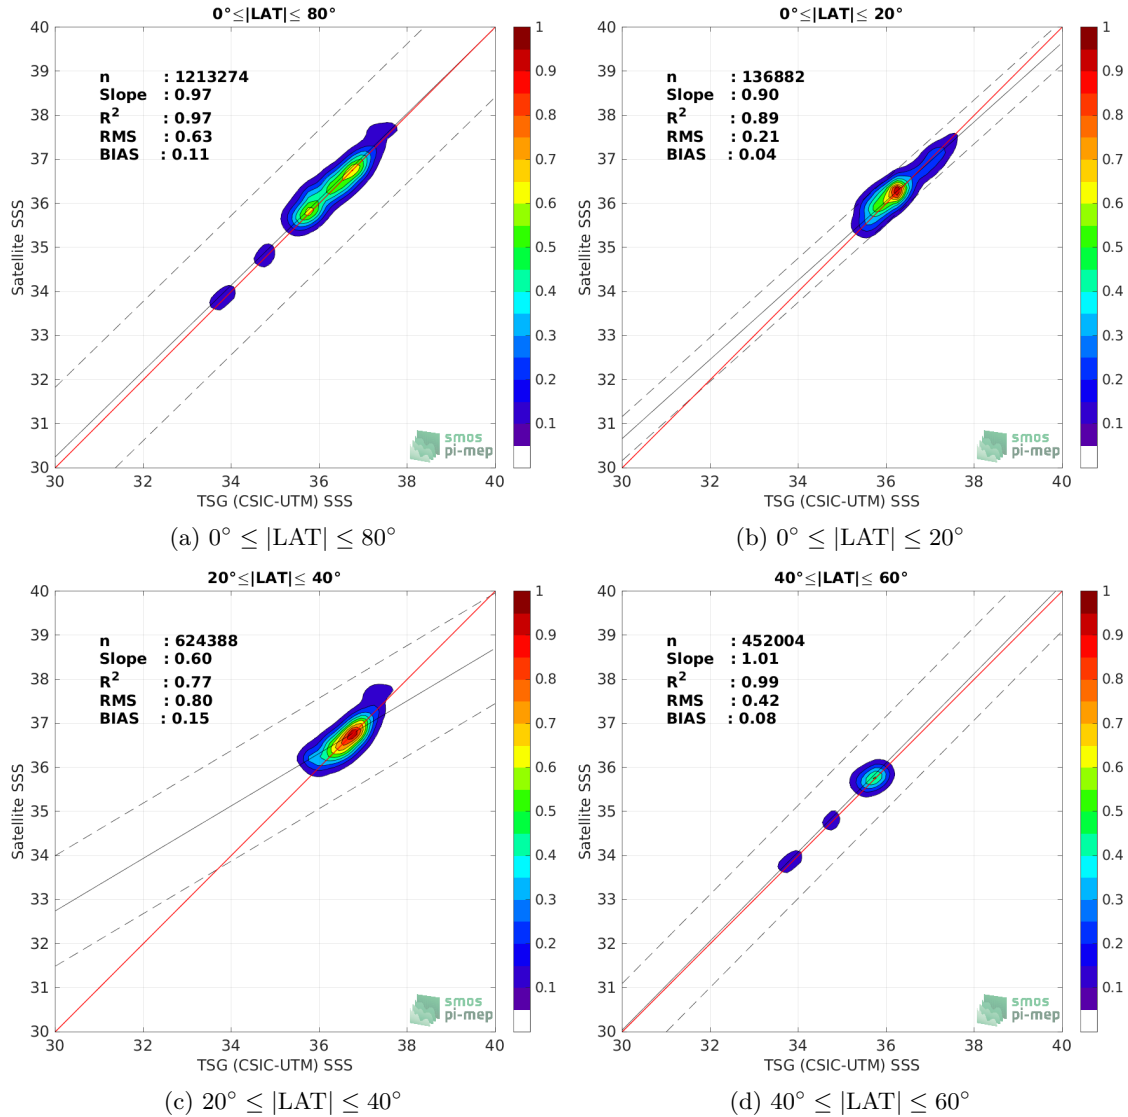 0°≤|LAT|≤ 80°
n : 1213274
Slope : 0.97
R² : 0.97
RMS : 0.63
BIAS : 0.11
Satellite SSS
40
39
38
37
36
35
34
33
32
31
30
30 32 34 36 38 40
TSG (CSIC-UTM) SSS
1
0.9
0.8
0.7
0.6
0.5
0.4
0.3
0.2
0.1
smos
pi-mep
(a) 0° ≤ |LAT| ≤ 80°
0°≤|LAT|≤ 20°
n : 136882
Slope : 0.90
R² : 0.89
RMS : 0.21
BIAS : 0.04
Satellite SSS
40
39
38
37
36
35
34
33
32
31
30
30 32 34 36 38 40
TSG (CSIC-UTM) SSS
1
0.9
0.8
0.7
0.6
0.5
0.4
0.3
0.2
0.1
smos
pi-mep
(b) 0° ≤ |LAT| ≤ 20°
20°≤|LAT|≤ 40°
n : 624388
Slope : 0.60
R² : 0.77
RMS : 0.80
BIAS : 0.15
Satellite SSS
40
39
38
37
36
35
34
33
32
31
30
30 32 34 36 38 40
TSG (CSIC-UTM) SSS
1
0.9
0.8
0.7
0.6
0.5
0.4
0.3
0.2
0.1
smos
pi-mep
(c) 20° ≤ |LAT| ≤ 40°
40°≤|LAT|≤ 60°
n : 452004
Slope : 1.01
R² : 0.99
RMS : 0.42
BIAS : 0.08
Satellite SSS
40
39
38
37
36
35
34
33
32
31
30
30 32 34 36 38 40
TSG (CSIC-UTM) SSS
1
0.9
0.8
0.7
0.6
0.5
0.4
0.3
0.2
0.1
smos
pi-mep
(d) 40° ≤ |LAT| ≤ 60°